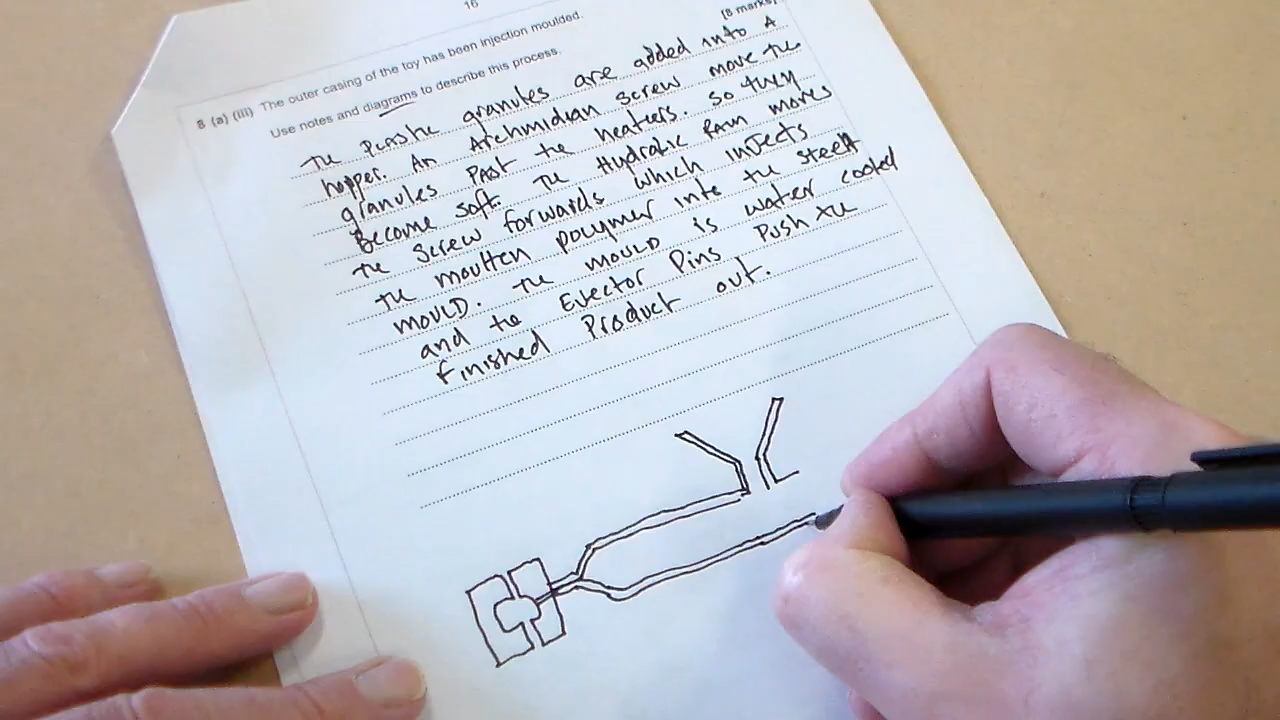 16
[8 marks]
8 (a) (iii) The outer casing of the toy has been injection moulded.
Use notes and diagrams to describe this process.
The Plastic granules are added into A
hopper. An Archmidian screw move the
granules Past the heaters. so they
Become soft. The Hydralic Ram moves
the screw forwards which injects
the moulten polymer into the steel
mould. The mould is water cooled
and the Ejector Pins Push the
finished Product out.